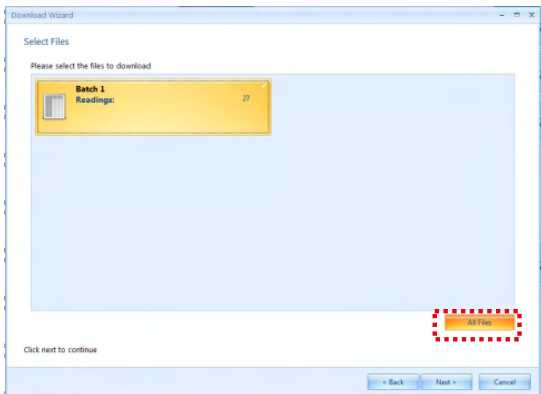 Download Wizard
Select Files
Please select the files to download
Batch 1
Readings: 27
All Files
Click next to continue
< Back Next > Cancel